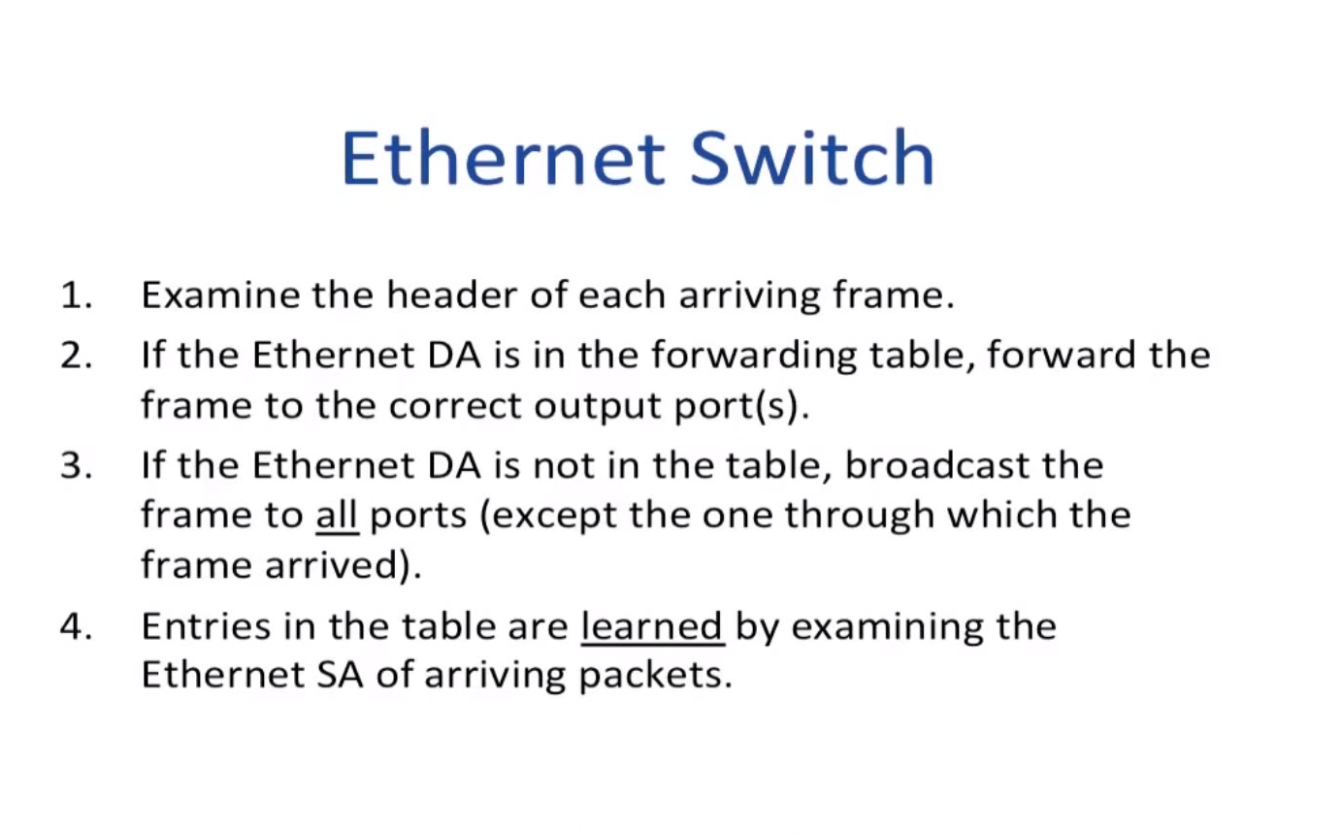 Ethernet Switch
1. Examine the header of each arriving frame.
2. If the Ethernet DA is in the forwarding table, forward the
frame to the correct output port(s).
3. If the Ethernet DA is not in the table, broadcast the
frame to all ports (except the one through which the
frame arrived).
4. Entries in the table are learned by examining the
Ethernet SA of arriving packets.